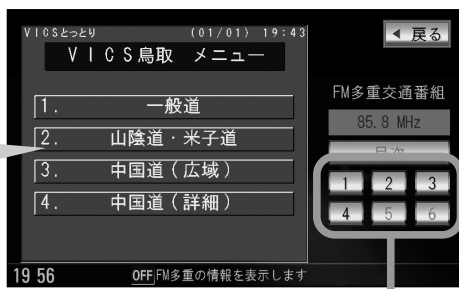 VICSとっとり (01/01) 19:43
VICS鳥取 メニュー
1. 一般道
2. 山陰道・米子道
3. 中国道(広域)
4. 中国道(詳細)
戻る
FM多重交通番組
85.8 MHz
目次
1 2 3
4 5 6
19 56 OFF FM多重の情報を表示します